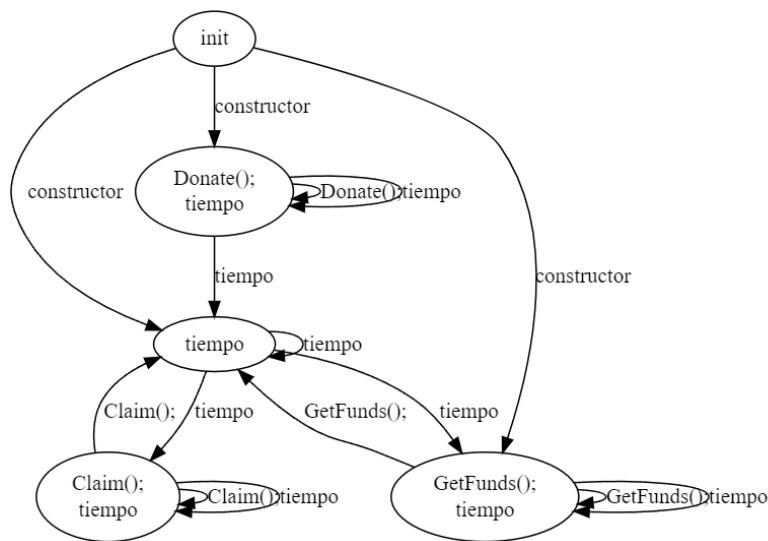 init
constructor
Donate();
tiempo
Donate();
tiempo
constructor
tiempo
constructor
tiempo
tiempo
Claim();
tiempo
GetFunds();
tiempo
Claim();
tiempo
Claim();
tiempo
GetFunds();
tiempo
GetFunds();
tiempo